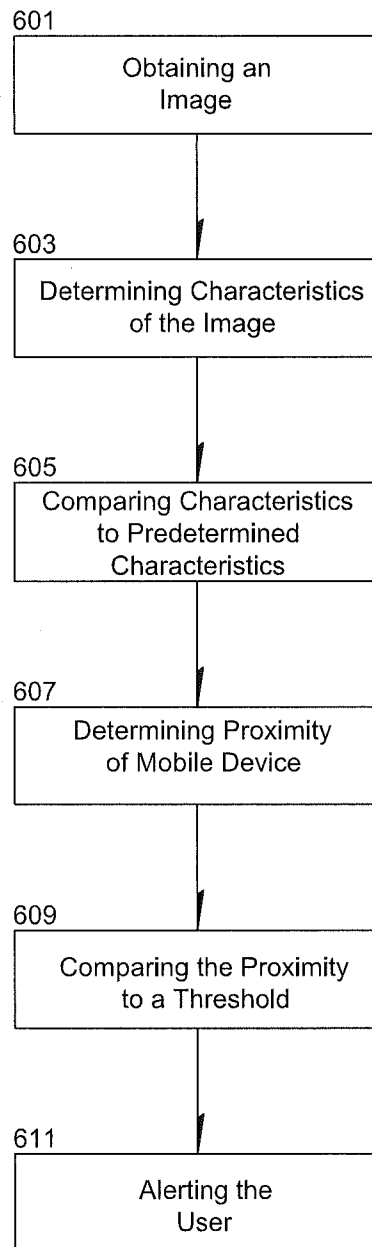 601
Obtaining an
Image
603
Determining Characteristics
of the Image
605
Comparing Characteristics
to Predetermined
Characteristics
607
Determining Proximity
of Mobile Device
609
Comparing the Proximity
to a Threshold
611
Alerting the
User